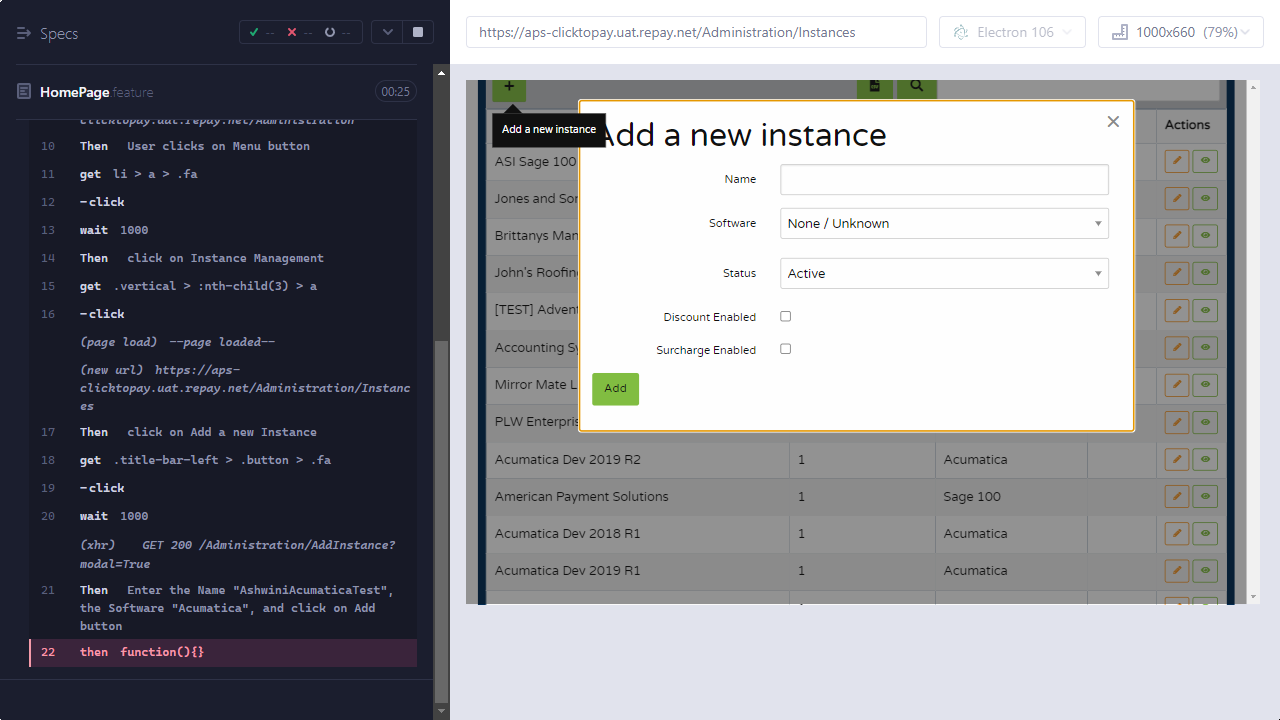 Specs
--
--
--
https://aps-clicktopay.uat.repay.net/Administration/Instances
Electron 106
1000x660 (79%)
HomePage feature
00:25
clicktopay.uat.repay.net/Administration
10 Then User clicks on Menu button
11 get li > a > .fa
12 -click
13 wait 1000
14 Then click on Instance Management
15 get .vertical > :nth-child(3) > a
16 -click
(page load) --page loaded--
(new url) https://aps-
clicktopay.uat.repay.net/Administration/Instanc
es
17 Then click on Add a new Instance
18 get .title-bar-left > .button > .fa
19 -click
20 wait 1000
(xhr) GET 200 /Administration/AddInstance?
modal=True
21 Then Enter the Name "AshwiniAcumaticaTest",
the Software "Acumatica", and click on Add
button
22 then function(){}
Add a new instance
Add a new instance
Name
Software None / Unknown
Status Active
Discount Enabled
Surcharge Enabled
Add
Actions
ASI Sage 100
Jones and Son
Brittanys Man
John's Roofing
[TEST] Advent
Accounting Sy
Mirror Mate L
PLW Enterpris
Acumatica Dev 2019 R2 1 Acumatica
American Payment Solutions 1 Sage 100
Acumatica Dev 2018 R1 1 Acumatica
Acumatica Dev 2019 R1 1 Acumatica